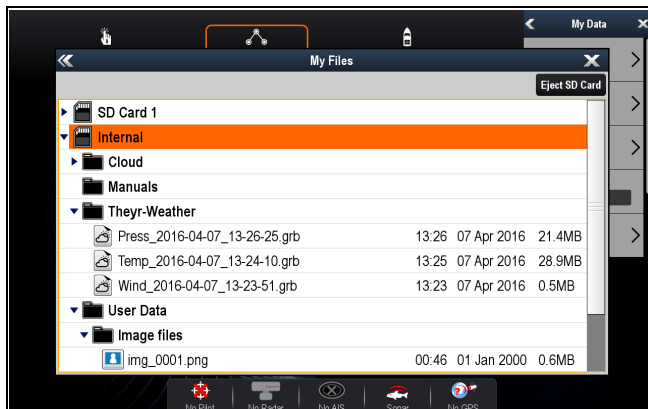 My Data
My Files
Eject SD Card
SD Card 1
Internal
Cloud
Manuals
Theyr-Weather
Press_2016-04-07_13-26-25.grb 13:26 07 Apr 2016 21.4MB
Temp_2016-04-07_13-24-10.grb 13:25 07 Apr 2016 28.9MB
Wind_2016-04-07_13-23-51.grb 13:23 07 Apr 2016 0.5MB
User Data
Image files
img_0001.png 00:46 01 Jan 2000 0.6MB
No Pilot No Radar No AIS Sonar No GPS